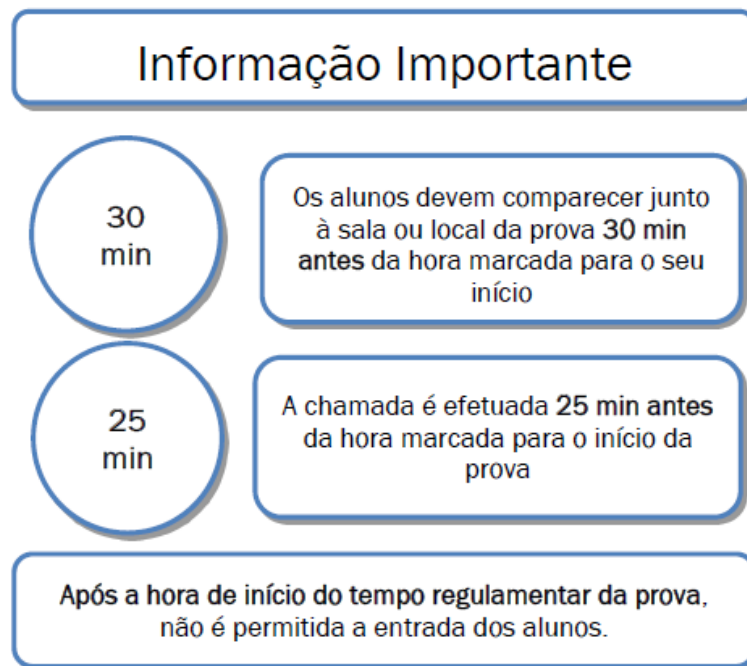 Informação Importante
30
min
Os alunos devem comparecer junto
à sala ou local da prova 30 min
antes da hora marcada para o seu
início
25
min
A chamada é efetuada 25 min antes
da hora marcada para o início da
prova
Após a hora de início do tempo regulamentar da prova,
não é permitida a entrada dos alunos.